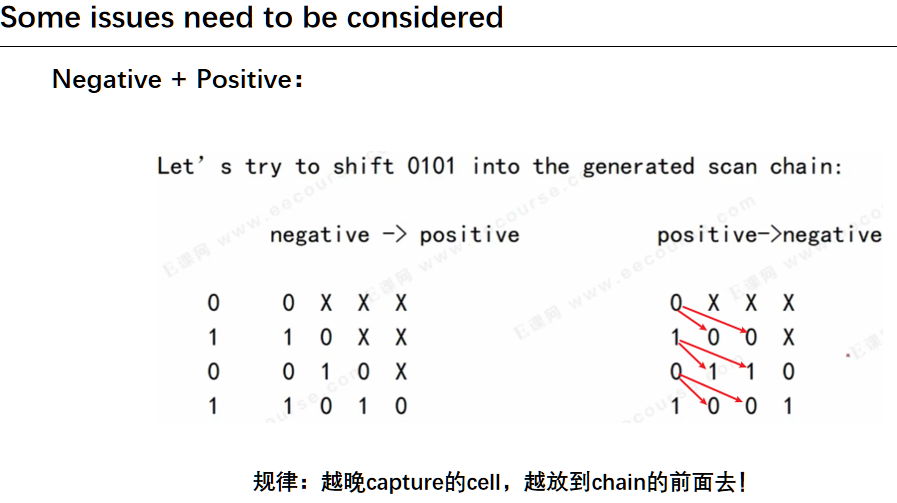 Some issues need to be considered
Negative + Positive：
Let's try to shift 0101 into the generated scan chain:
negative -> positive positive->negative
0 0 X X X 0 X X X
1 1 0 X X 1 0 0 X
0 0 1 0 X 0 1 1 0
1 1 0 1 0 1 0 0 1
规律：越晚capture的cell，越放到chain的前面去！
E课网 www.eecourse.com